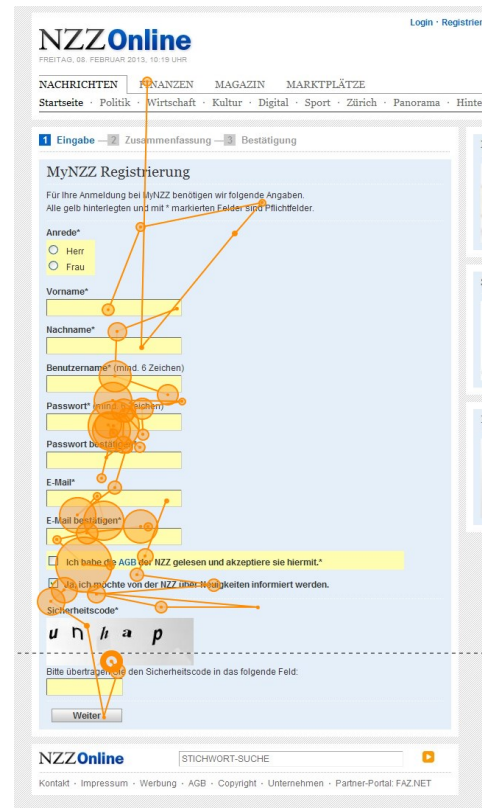 Login · Registrier
NZZOnline
FREITAG, 08. FEBRUAR 2013, 10:19 UHR
NACHRICHTEN FINANZEN MAGAZIN MARKTPLÄTZE
Startseite · Politik · Wirtschaft · Kultur · Digital · Sport · Zürich · Panorama · Hinte
1 Eingabe — 2 Zusammenfassung — 3 Bestätigung
MyNZZ Registrierung
Für Ihre Anmeldung bei MyNZZ benötigen wir folgende Angaben.
Alle gelb hinterlegten und mit * markierten Felder sind Pflichtfelder.
Anrede*
Herr
Frau
Vorname*
Nachname*
Benutzername* (mind. 6 Zeichen)
Passwort* (mind. 6 Zeichen)
Passwort bestätigen*
E-Mail*
E-Mail bestätigen*
Ich habe die AGB der NZZ gelesen und akzeptiere sie hiermit.*
Ja, ich möchte von der NZZ über Neuigkeiten informiert werden.
Sicherheitscode*
u n h a p
Bitte übertragen Sie den Sicherheitscode in das folgende Feld:
Weiter
NZZOnline STICHWORT-SUCHE
Kontakt · Impressum · Werbung · AGB · Copyright · Unternehmen · Partner-Portal: FAZ.NET